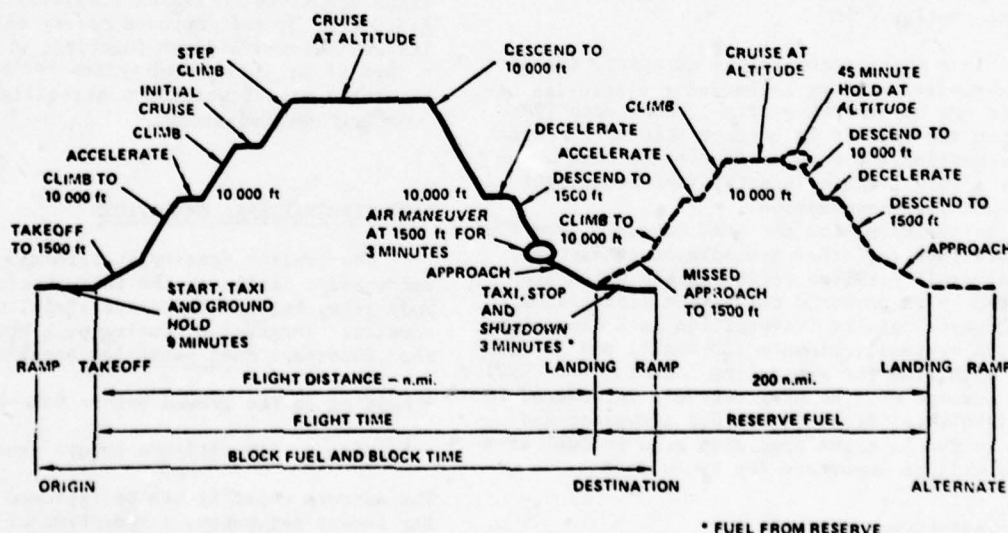 CRUISE
AT ALTITUDE
STEP
CLIMB
INITIAL
CRUISE
CLIMB
ACCELERATE
CLIMB TO
10 000 ft
TAKEOFF
TO 1500 ft
10 000 ft
START, TAXI
AND GROUND
HOLD
9 MINUTES
DESCEND TO
10 000 ft
DECELERATE
10 000 ft
DESCEND TO
1500 ft
AIR MANEUVER
AT 1500 ft FOR
3 MINUTES
APPROACH
TAXI, STOP
AND
SHUTDOWN
3 MINUTES *
CRUISE AT
ALTITUDE
45 MINUTE
HOLD AT
ALTITUDE
CLIMB
ACCELERATE
10 000 ft
CLIMB TO
10 000 ft
MISSED
APPROACH
TO 1500 ft
DESCEND TO
10 000 ft
DECELERATE
DESCEND TO
1500 ft
APPROACH
RAMP TAKEOFF
LANDING RAMP
LANDING RAMP
FLIGHT DISTANCE – n.mi.
200 n.mi.
FLIGHT TIME
RESERVE FUEL
BLOCK FUEL AND BLOCK TIME
ORIGIN
DESTINATION
ALTERNATE
* FUEL FROM RESERVE